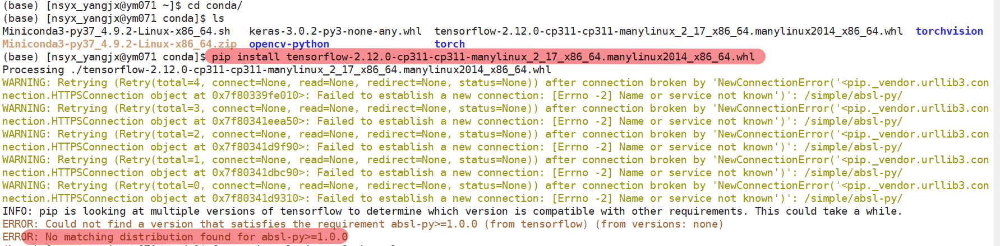 (base) [nsyx_yangjx@ym071 ~]$ cd conda/
(base) [nsyx_yangjx@ym071 conda]$ ls
Miniconda3-py37_4.9.2-Linux-x86_64.sh   keras-3.0.2-py3-none-any.whl  tensorflow-2.12.0-cp311-cp311-manylinux_2_17_x86_64.manylinux2014_x86_64.whl  torchvision
Miniconda3-py37_4.9.2-Linux-x86_64.zip  opencv-python                 torch
(base) [nsyx_yangjx@ym071 conda]$ pip install tensorflow-2.12.0-cp311-cp311-manylinux_2_17_x86_64.manylinux2014_x86_64.whl
Processing ./tensorflow-2.12.0-cp311-cp311-manylinux_2_17_x86_64.manylinux2014_x86_64.whl
WARNING: Retrying (Retry(total=4, connect=None, read=None, redirect=None, status=None)) after connection broken by 'NewConnectionError('<pip._vendor.urllib3.con
nection.HTTPSConnection object at 0x7f80339fe010>: Failed to establish a new connection: [Errno -2] Name or service not known')': /simple/absl-py/
WARNING: Retrying (Retry(total=3, connect=None, read=None, redirect=None, status=None)) after connection broken by 'NewConnectionError('<pip._vendor.urllib3.con
nection.HTTPSConnection object at 0x7f80341eea50>: Failed to establish a new connection: [Errno -2] Name or service not known')': /simple/absl-py/
WARNING: Retrying (Retry(total=2, connect=None, read=None, redirect=None, status=None)) after connection broken by 'NewConnectionError('<pip._vendor.urllib3.con
nection.HTTPSConnection object at 0x7f80341d9f90>: Failed to establish a new connection: [Errno -2] Name or service not known')': /simple/absl-py/
WARNING: Retrying (Retry(total=1, connect=None, read=None, redirect=None, status=None)) after connection broken by 'NewConnectionError('<pip._vendor.urllib3.con
nection.HTTPSConnection object at 0x7f80341dbc90>: Failed to establish a new connection: [Errno -2] Name or service not known')': /simple/absl-py/
WARNING: Retrying (Retry(total=0, connect=None, read=None, redirect=None, status=None)) after connection broken by 'NewConnectionError('<pip._vendor.urllib3.con
nection.HTTPSConnection object at 0x7f80341d9310>: Failed to establish a new connection: [Errno -2] Name or service not known')': /simple/absl-py/
INFO: pip is looking at multiple versions of tensorflow to determine which version is compatible with other requirements. This could take a while.
ERROR: Could not find a version that satisfies the requirement absl-py>=1.0.0 (from tensorflow) (from versions: none)
ERROR: No matching distribution found for absl-py>=1.0.0